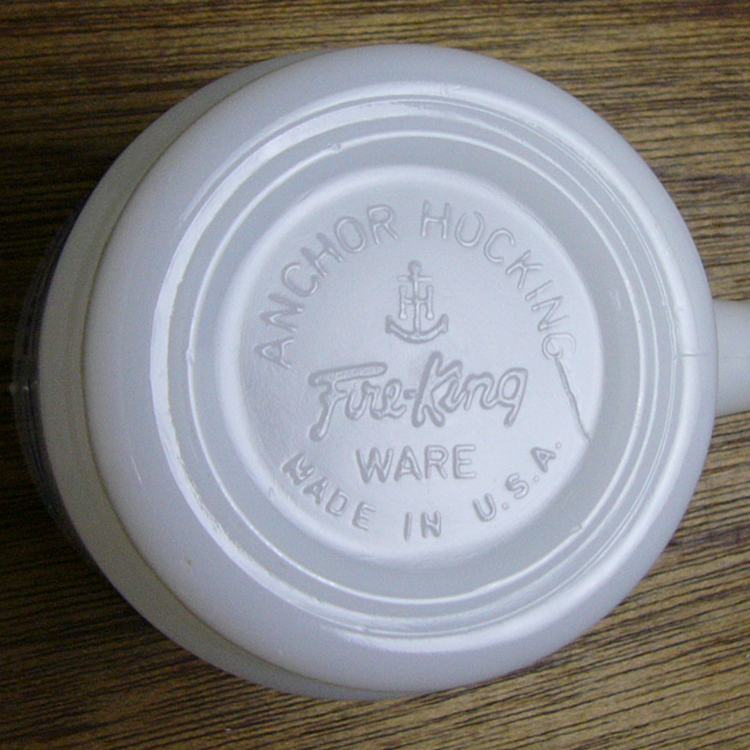 ANCHOR HOCKING
H
Fire-King
WARE
MADE IN U.S.A.